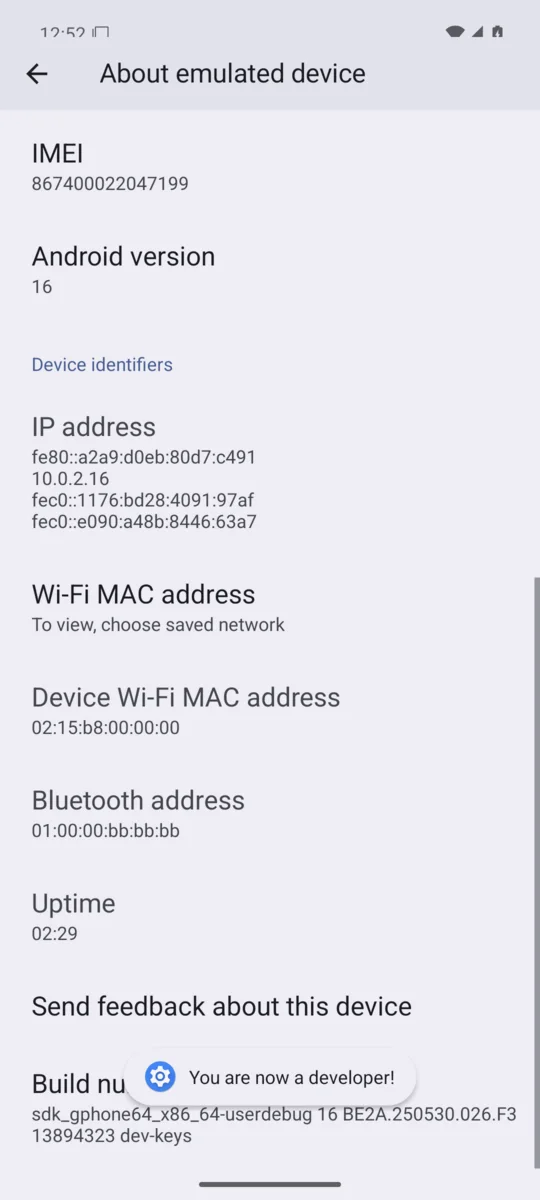 12:52
About emulated device
IMEI
867400022047199
Android version
16
Device identifiers
IP address
fe80::a2a9:d0eb:80d7:c491
10.0.2.16
fec0::1176:bd28:4091:97af
fec0::e090:a48b:8446:63a7
Wi-Fi MAC address
To view, choose saved network
Device Wi-Fi MAC address
02:15:b8:00:00:00
Bluetooth address
01:00:00:bb:bb:bb
Uptime
02:29
Send feedback about this device
Build nu
You are now a developer!
sdk_gphone64_x86_64-userdebug 16 BE2A.250530.026.F3
13894323 dev-keys